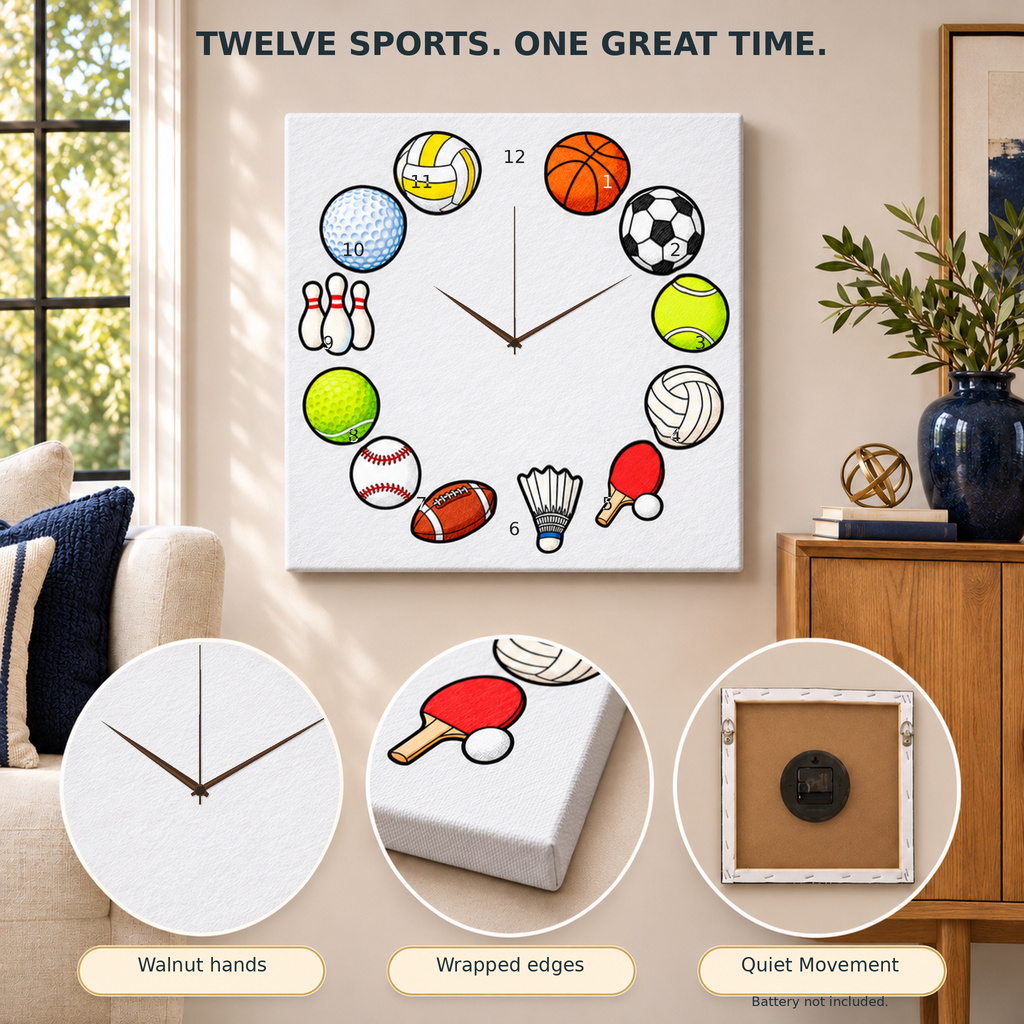 TWELVE SPORTS. ONE GREAT TIME.
12
11
1
10
2
9
3
8
4
7
5
6
Walnut hands
Wrapped edges
Quiet Movement
Battery not included.